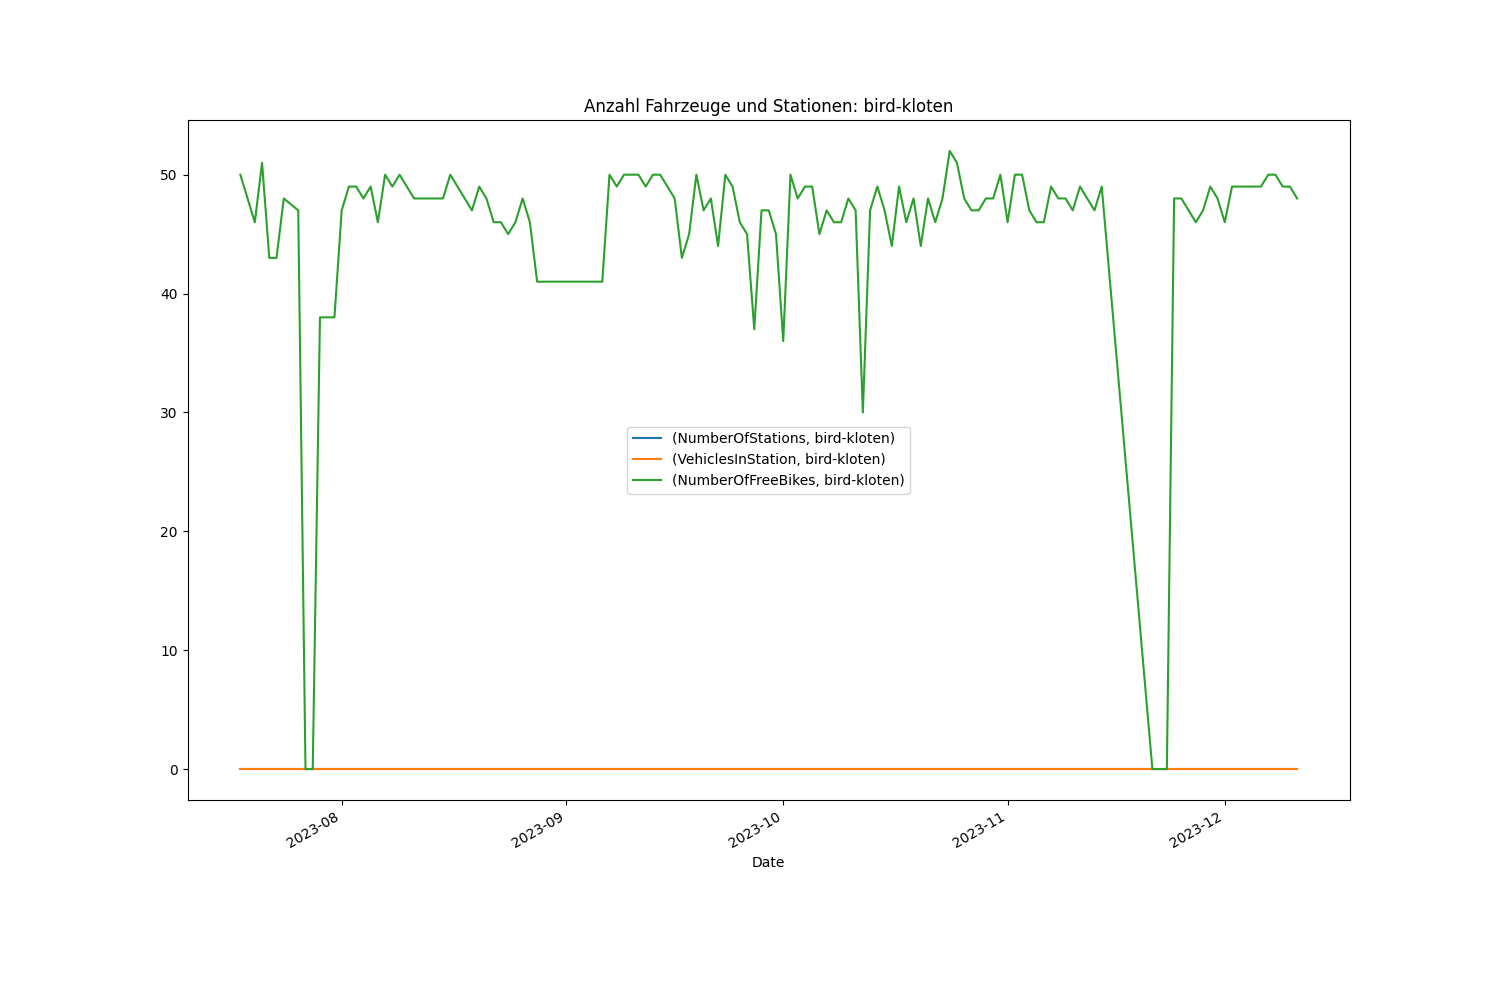 Anzahl Fahrzeuge und Stationen: bird-kloten
50
40
30
20
10
0
(NumberOfStations, bird-kloten)
(VehiclesInStation, bird-kloten)
(NumberOfFreeBikes, bird-kloten)
2023-08
2023-09
2023-10
2023-11
2023-12
Date